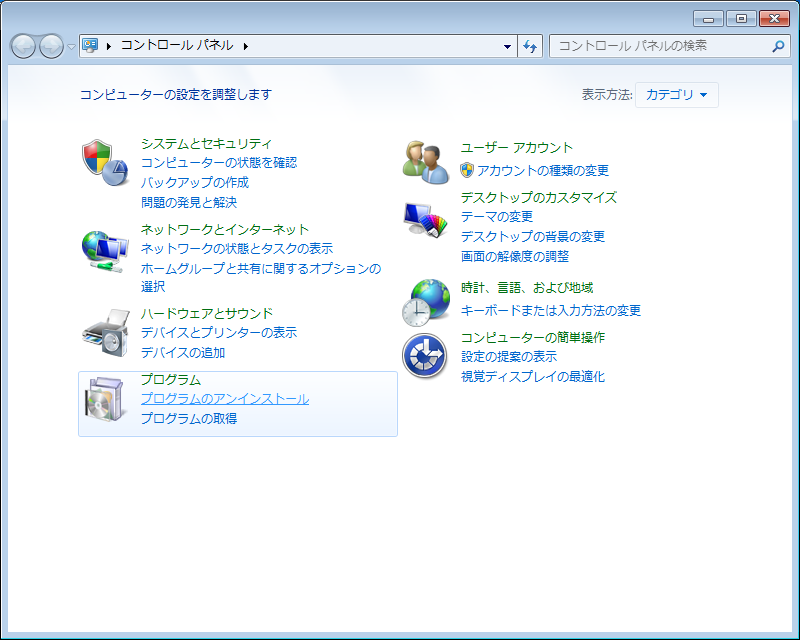 コントロール パネル
コントロール パネルの検索
コンピューターの設定を調整します
表示方法: カテゴリ
システムとセキュリティ
コンピューターの状態を確認
バックアップの作成
問題の発見と解決
ネットワークとインターネット
ネットワークの状態とタスクの表示
ホームグループと共有に関するオプションの
選択
ハードウェアとサウンド
デバイスとプリンターの表示
デバイスの追加
プログラム
プログラムのアンインストール
プログラムの取得
ユーザー アカウント
アカウントの種類の変更
デスクトップのカスタマイズ
テーマの変更
デスクトップの背景の変更
画面の解像度の調整
時計、言語、および地域
キーボードまたは入力方法の変更
コンピューターの簡単操作
設定の提案の表示
視覚ディスプレイの最適化